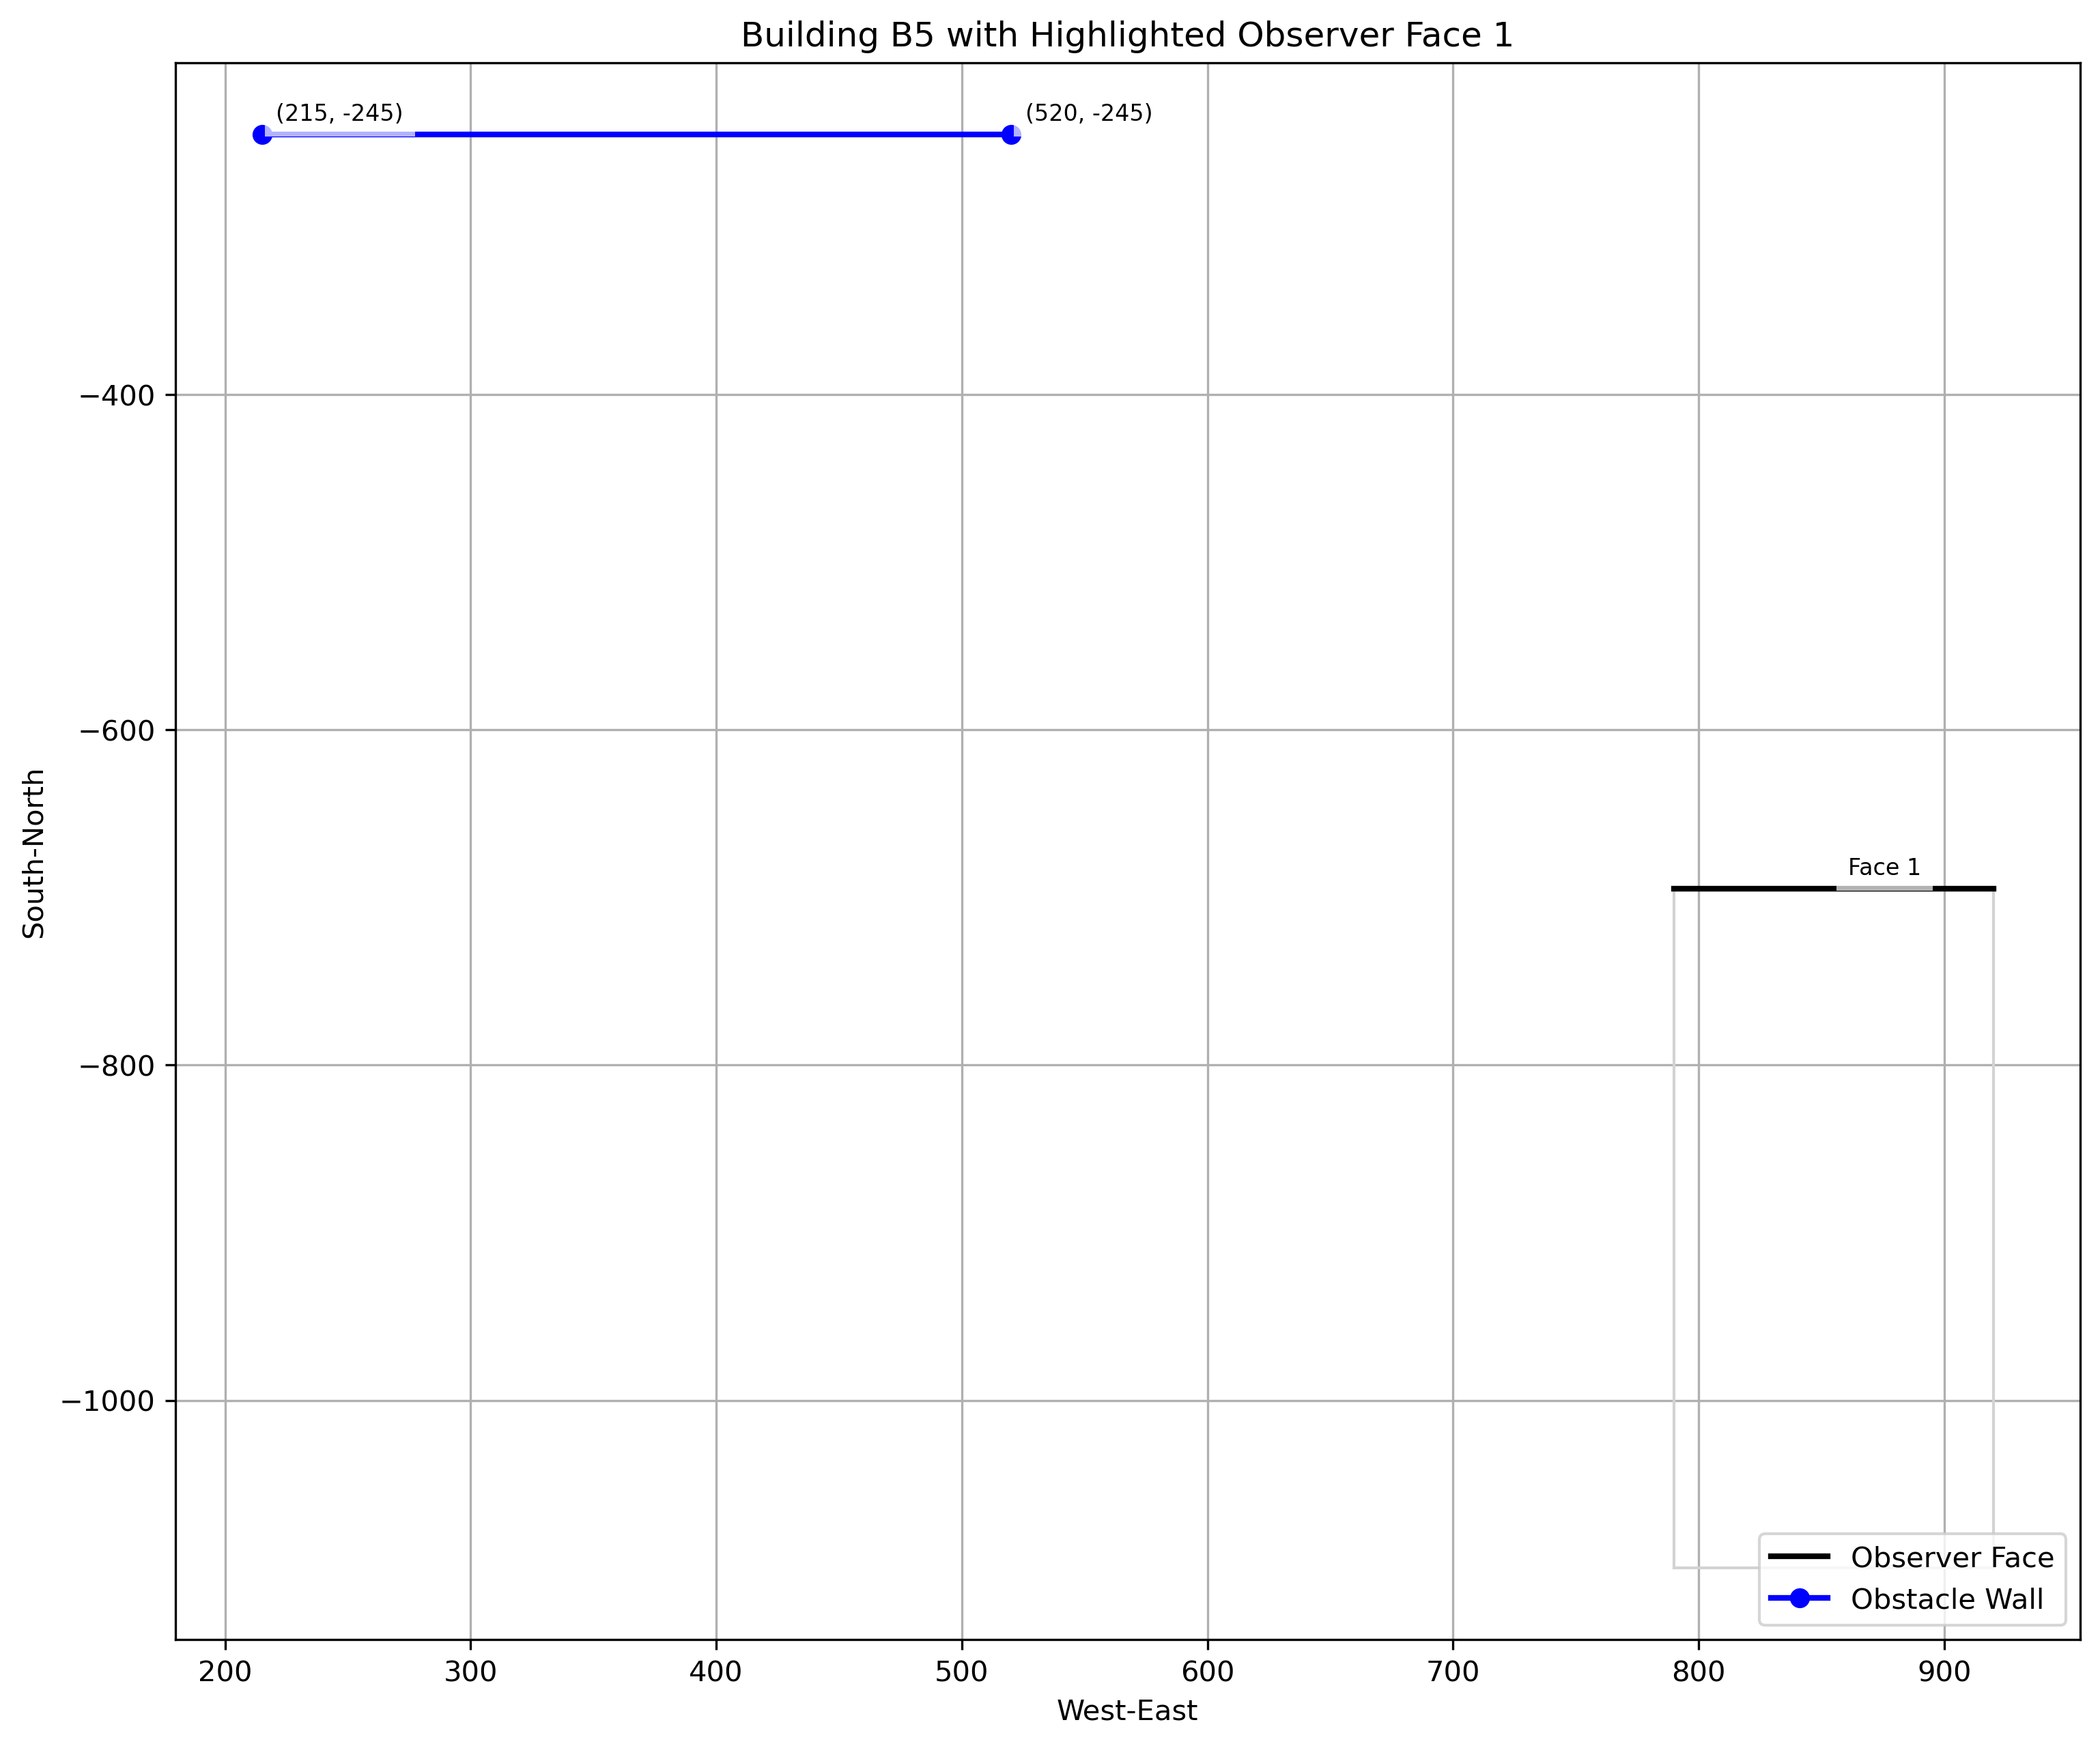 Building B5 with Highlighted Observer Face 1
(215, -245)
(520, -245)
−400
−600
−800
−1000
South-North
Face 1
Observer Face
Obstacle Wall
200 300 400 500 600 700 800 900
West-East